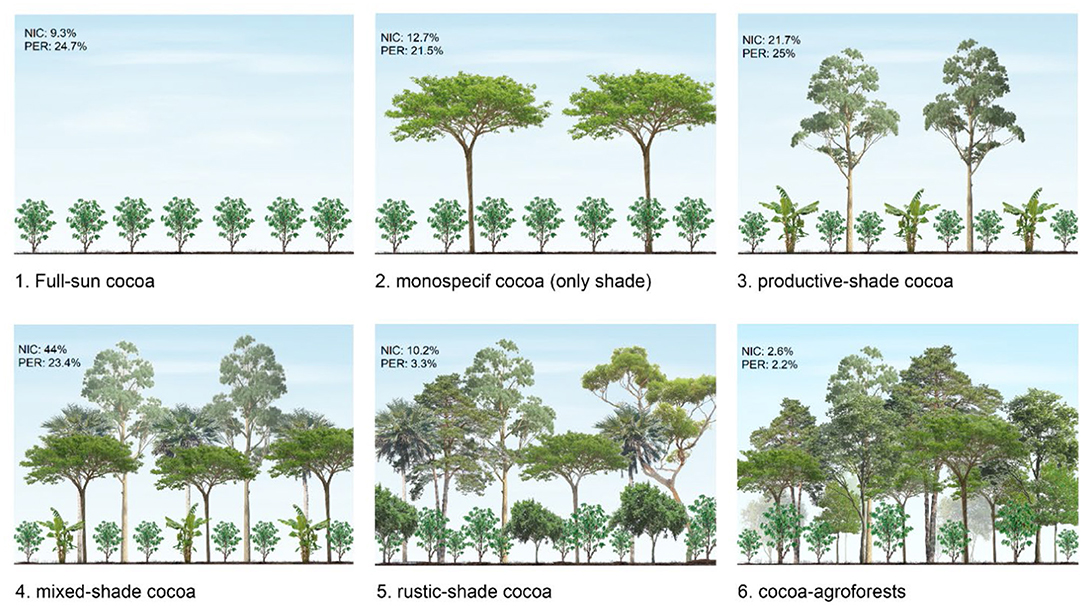 NIC: 9.3%
PER: 24.7%
1. Full-sun cocoa
NIC: 12.7%
PER: 21.5%
2. monospecif cocoa (only shade)
NIC: 21.7%
PER: 25%
3. productive-shade cocoa
NIC: 44%
PER: 23.4%
4. mixed-shade cocoa
NIC: 10.2%
PER: 3.3%
5. rustic-shade cocoa
NIC: 2.6%
PER: 2.2%
6. cocoa-agroforests